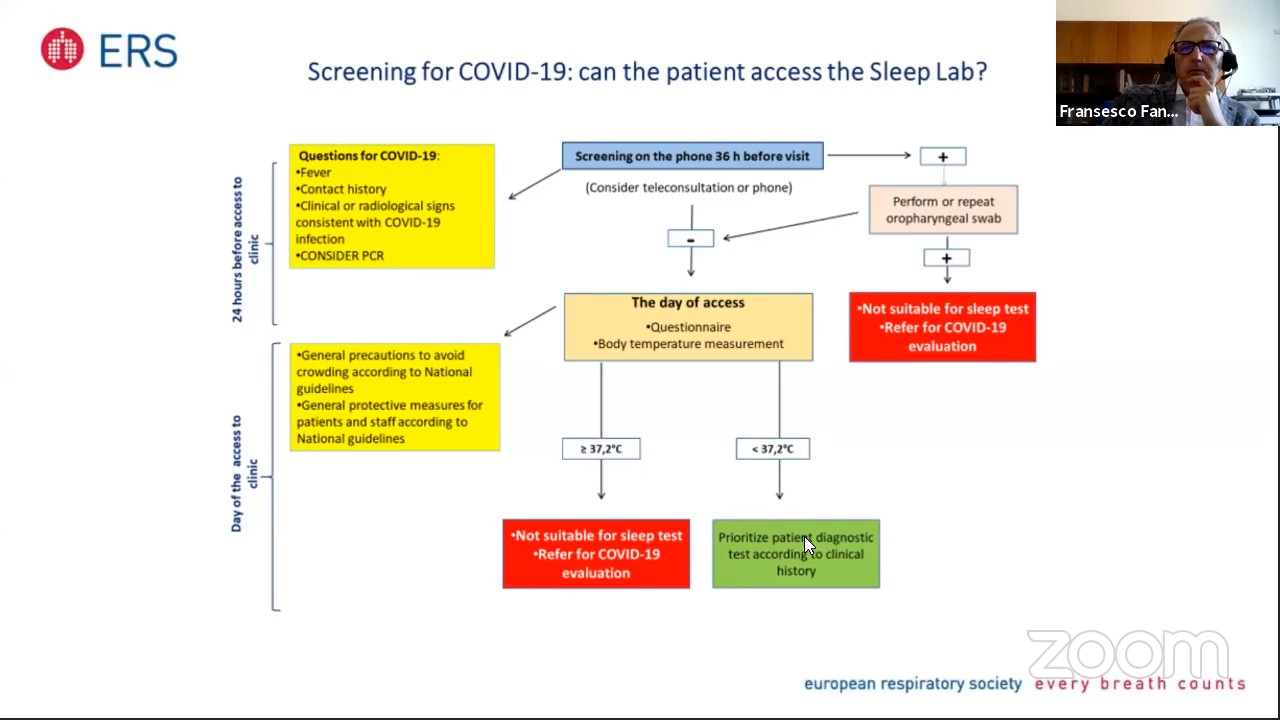 ERS
Screening for COVID-19: can the patient access the Sleep Lab?
Fransesco Fan...
24 hours before access to
clinic
Questions for COVID-19:
•Fever
•Contact history
•Clinical or radiological signs
consistent with COVID-19
infection
•CONSIDER PCR
Screening on the phone 36 h before visit
(Consider teleconsultation or phone)
-
+
Perform or repeat
oropharyngeal swab
+
•Not suitable for sleep test
•Refer for COVID-19
evaluation
The day of access
•Questionnaire
•Body temperature measurement
Day of the access to
clinic
•General precautions to avoid
crowding according to National
guidelines
•General protective measures for
patients and staff according to
National guidelines
≥ 37,2°C
< 37,2°C
•Not suitable for sleep test
•Refer for COVID-19
evaluation
Prioritize patient diagnostic
test according to clinical
history
zoom
european respiratory society every breath counts